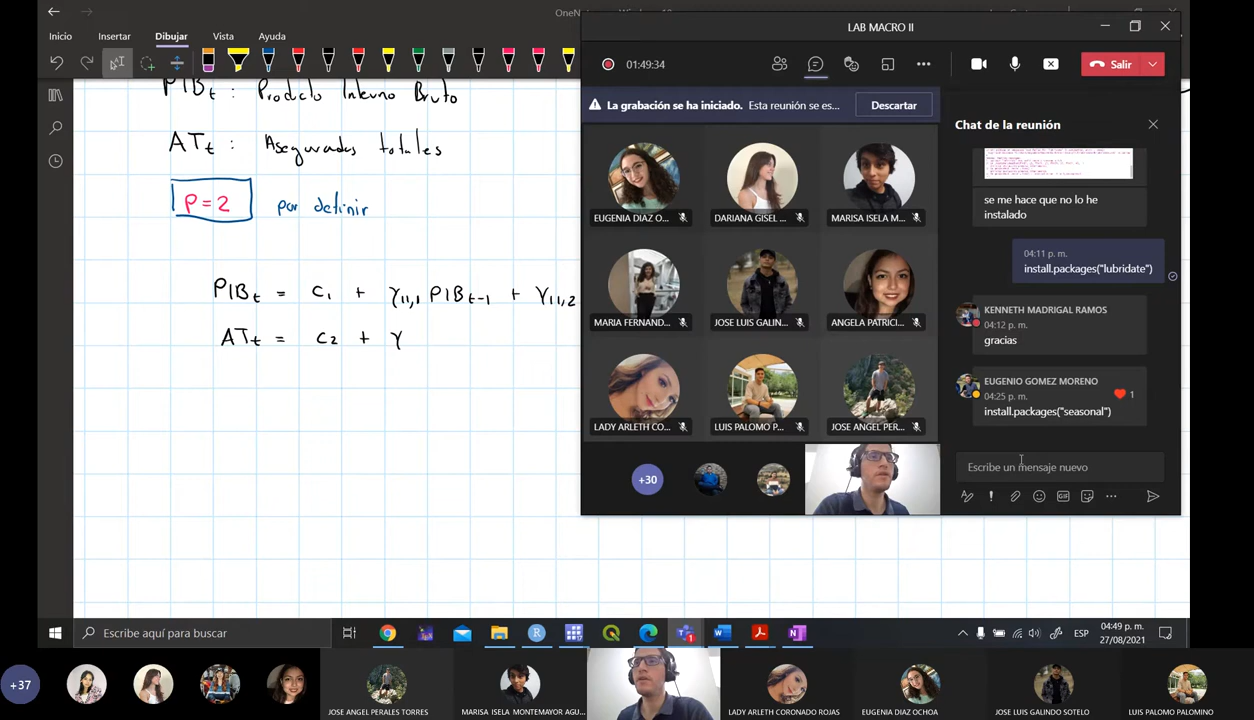 OneNote
Inicio Insertar Dibujar Vista Ayuda
PIBt : Producto Interno Bruto
ATt : Asegurados totales
P=2 por definir
PIBt = c1 + γ11,1 PIBt-1 + γ11,2
ATt = c2 + γ
LAB MACRO II
01:49:34
Salir
La grabación se ha iniciado. Esta reunión se es...
Descartar
EUGENIA DIAZ O...
DARIANA GISEL ...
MARISA ISELA M...
MARIA FERNAND...
JOSE LUIS GALIN...
ANGELA PATRICI...
LADY ARLETH CO...
LUIS PALOMO P...
JOSE ANGEL PER...
+30
Chat de la reunión
se me hace que no lo he
instalado
04:11 p. m.
install.packages("lubridate")
KENNETH MADRIGAL RAMOS
04:12 p. m.
gracias
EUGENIO GOMEZ MORENO
04:25 p. m.
1
install.packages("seasonal")
Escribe un mensaje nuevo
Escribe aquí para buscar
ESP
04:49 p. m.
27/08/2021
+37
JOSE ANGEL PERALES TORRES
MARISA ISELA MONTEMAYOR AGU...
LADY ARLETH CORONADO ROJAS
EUGENIA DIAZ OCHOA
JOSE LUIS GALINDO SOTELO
LUIS PALOMO PALOMINO